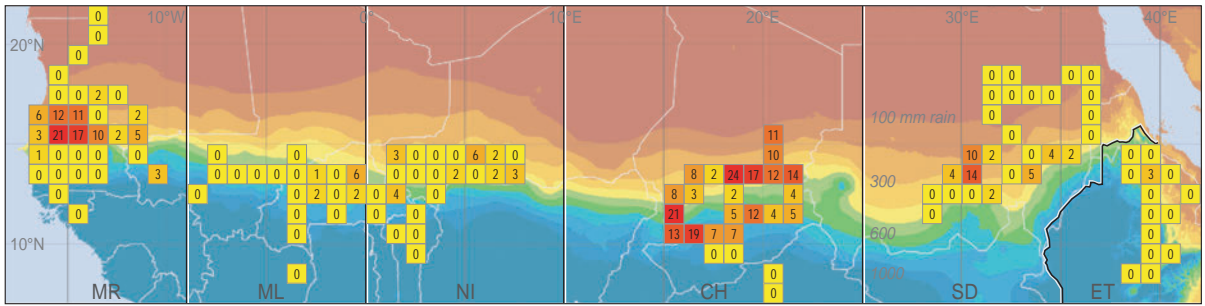 10°W 0° 10°E 20°E 30°E 40°E
0
0
20°N
0
0 0 0 0 0
0 0 2 0 0 0 0 0 0
6 12 11 0 2 100 mm rain 0 0
3 21 17 10 2 5 11 0 0
1 0 0 0 0 0 0 3 0 0 0 6 2 0 10 10 2 0 4 2 0 0
0 0 0 0 3 0 0 0 0 0 1 6 0 0 0 2 0 2 3 8 2 24 17 12 14 300 4 14 0 5 0 3 0
0 0 0 2 0 2 0 4 0 8 3 2 4 0 0 0 2 0 0
0 0 0 0 0 0 21 5 12 4 5 0 0 0
10°N 0 0 0 13 19 7 7 600 0 0
0 0 0 0 0
0 0 1000 0 0
MR ML NI CH 0 SD ET